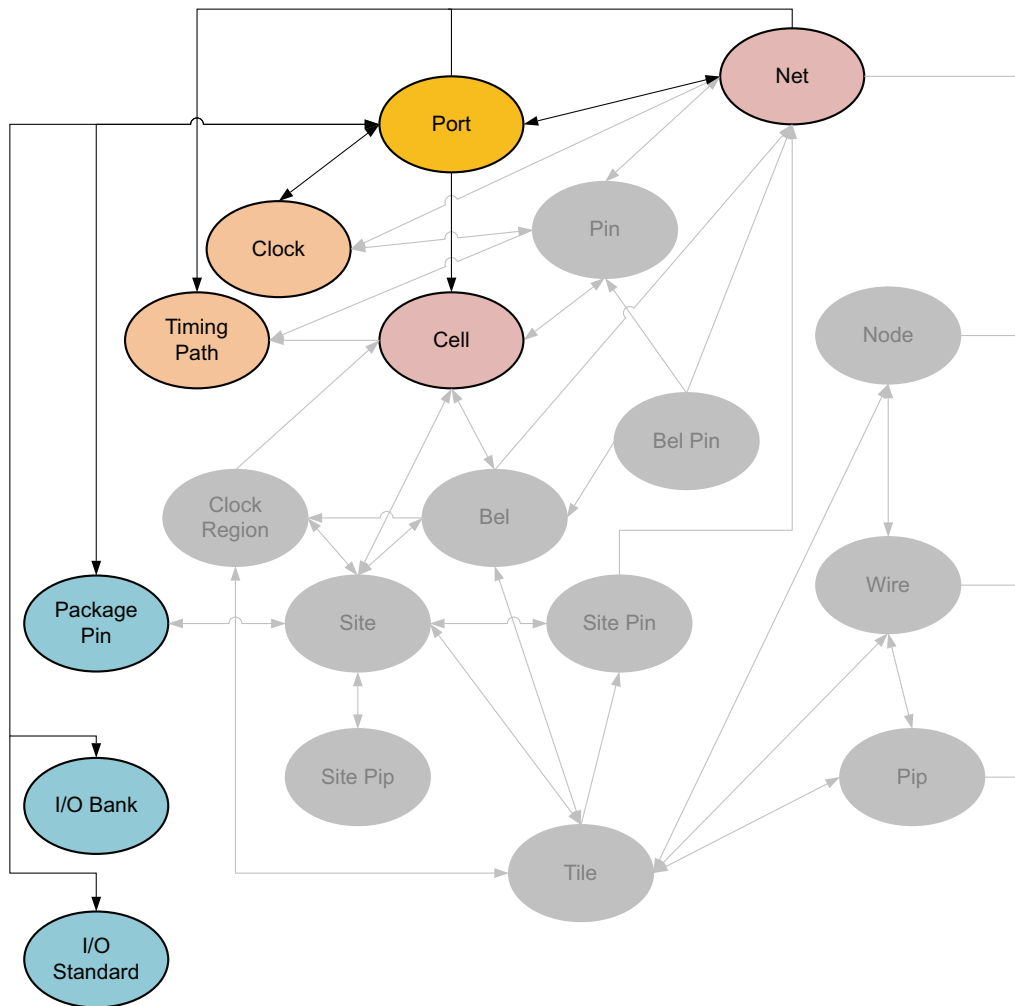 Net
Port
Pin
Clock
Timing
Path
Cell
Node
Bel Pin
Clock
Region
Bel
Wire
Package
Pin
Site
Site Pin
Site Pip
Pip
I/O Bank
Tile
I/O
Standard